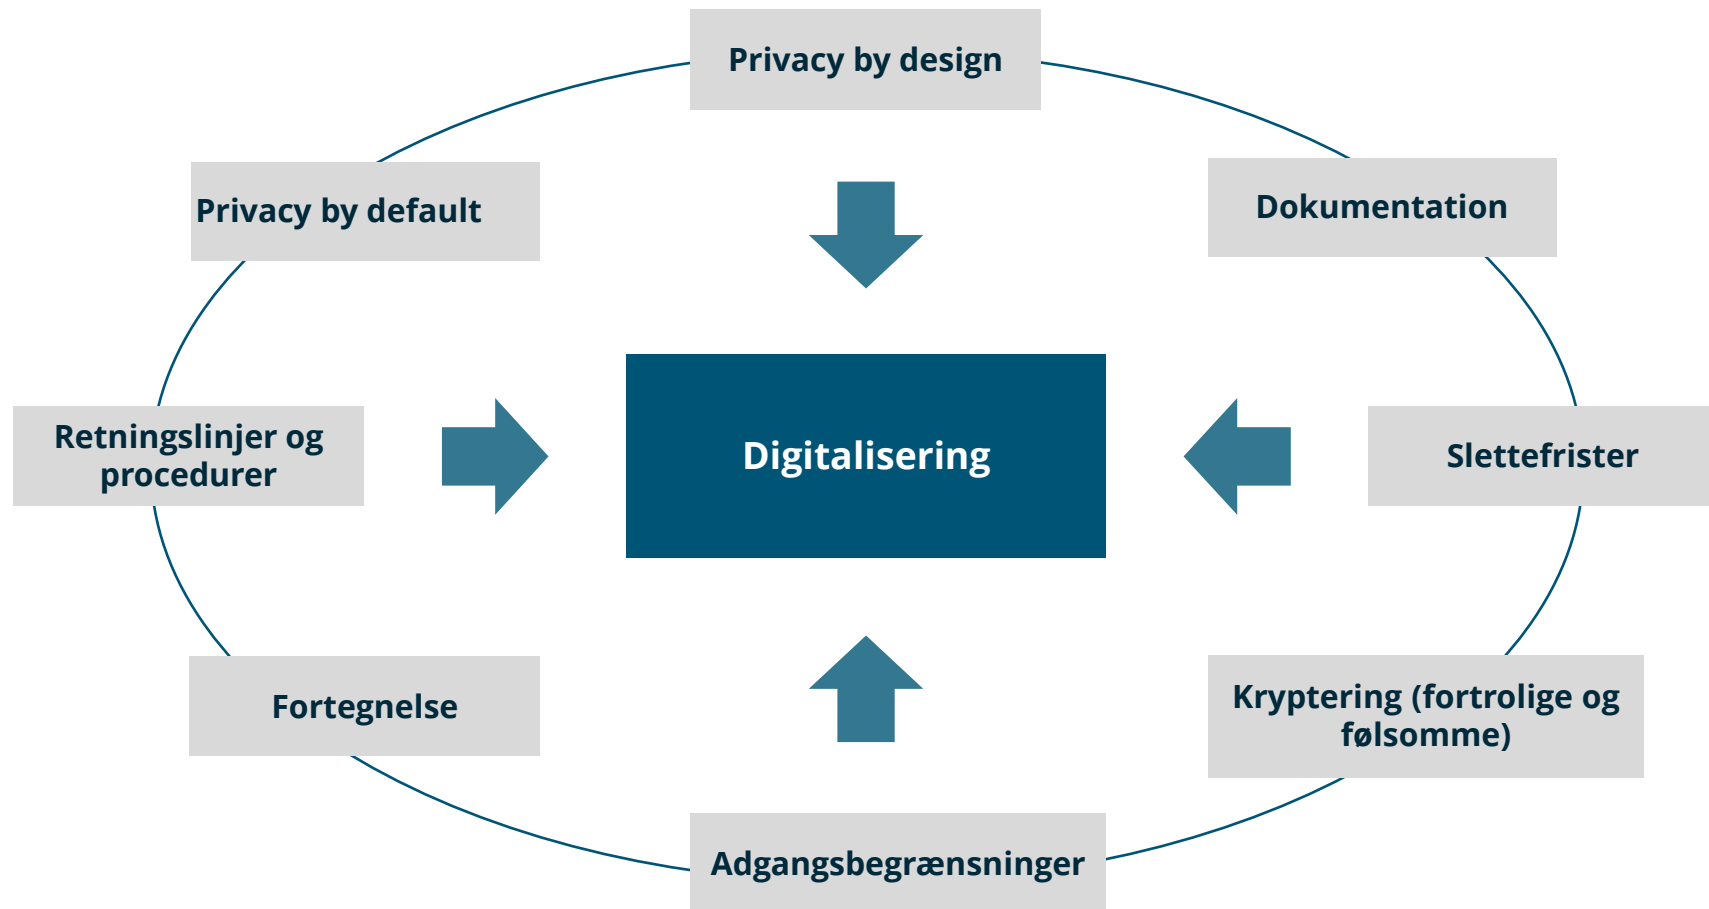 Privacy by design
Privacy by default
Dokumentation
Retningslinjer og
procedurer
Digitalisering
Slettefrister
Fortegnelse
Kryptering (fortrolige og
følsomme)
Adgangsbegrænsninger